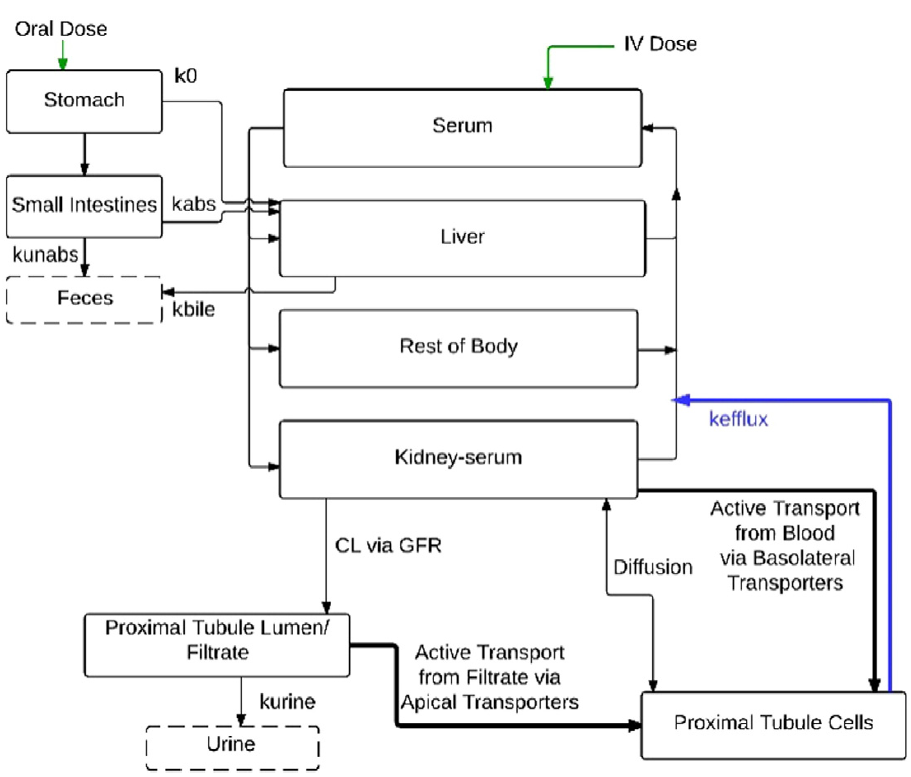 Oral Dose
IV Dose
k0
Stomach
Serum
Small Intestines
kabs
Liver
kunabs
Feces
kbile
Rest of Body
kefflux
Kidney-serum
Active Transport
from Blood
via Basolateral
Transporters
CL via GFR
Diffusion
Proximal Tubule Lumen/
Filtrate
Active Transport
from Filtrate via
Apical Transporters
kurine
Proximal Tubule Cells
Urine